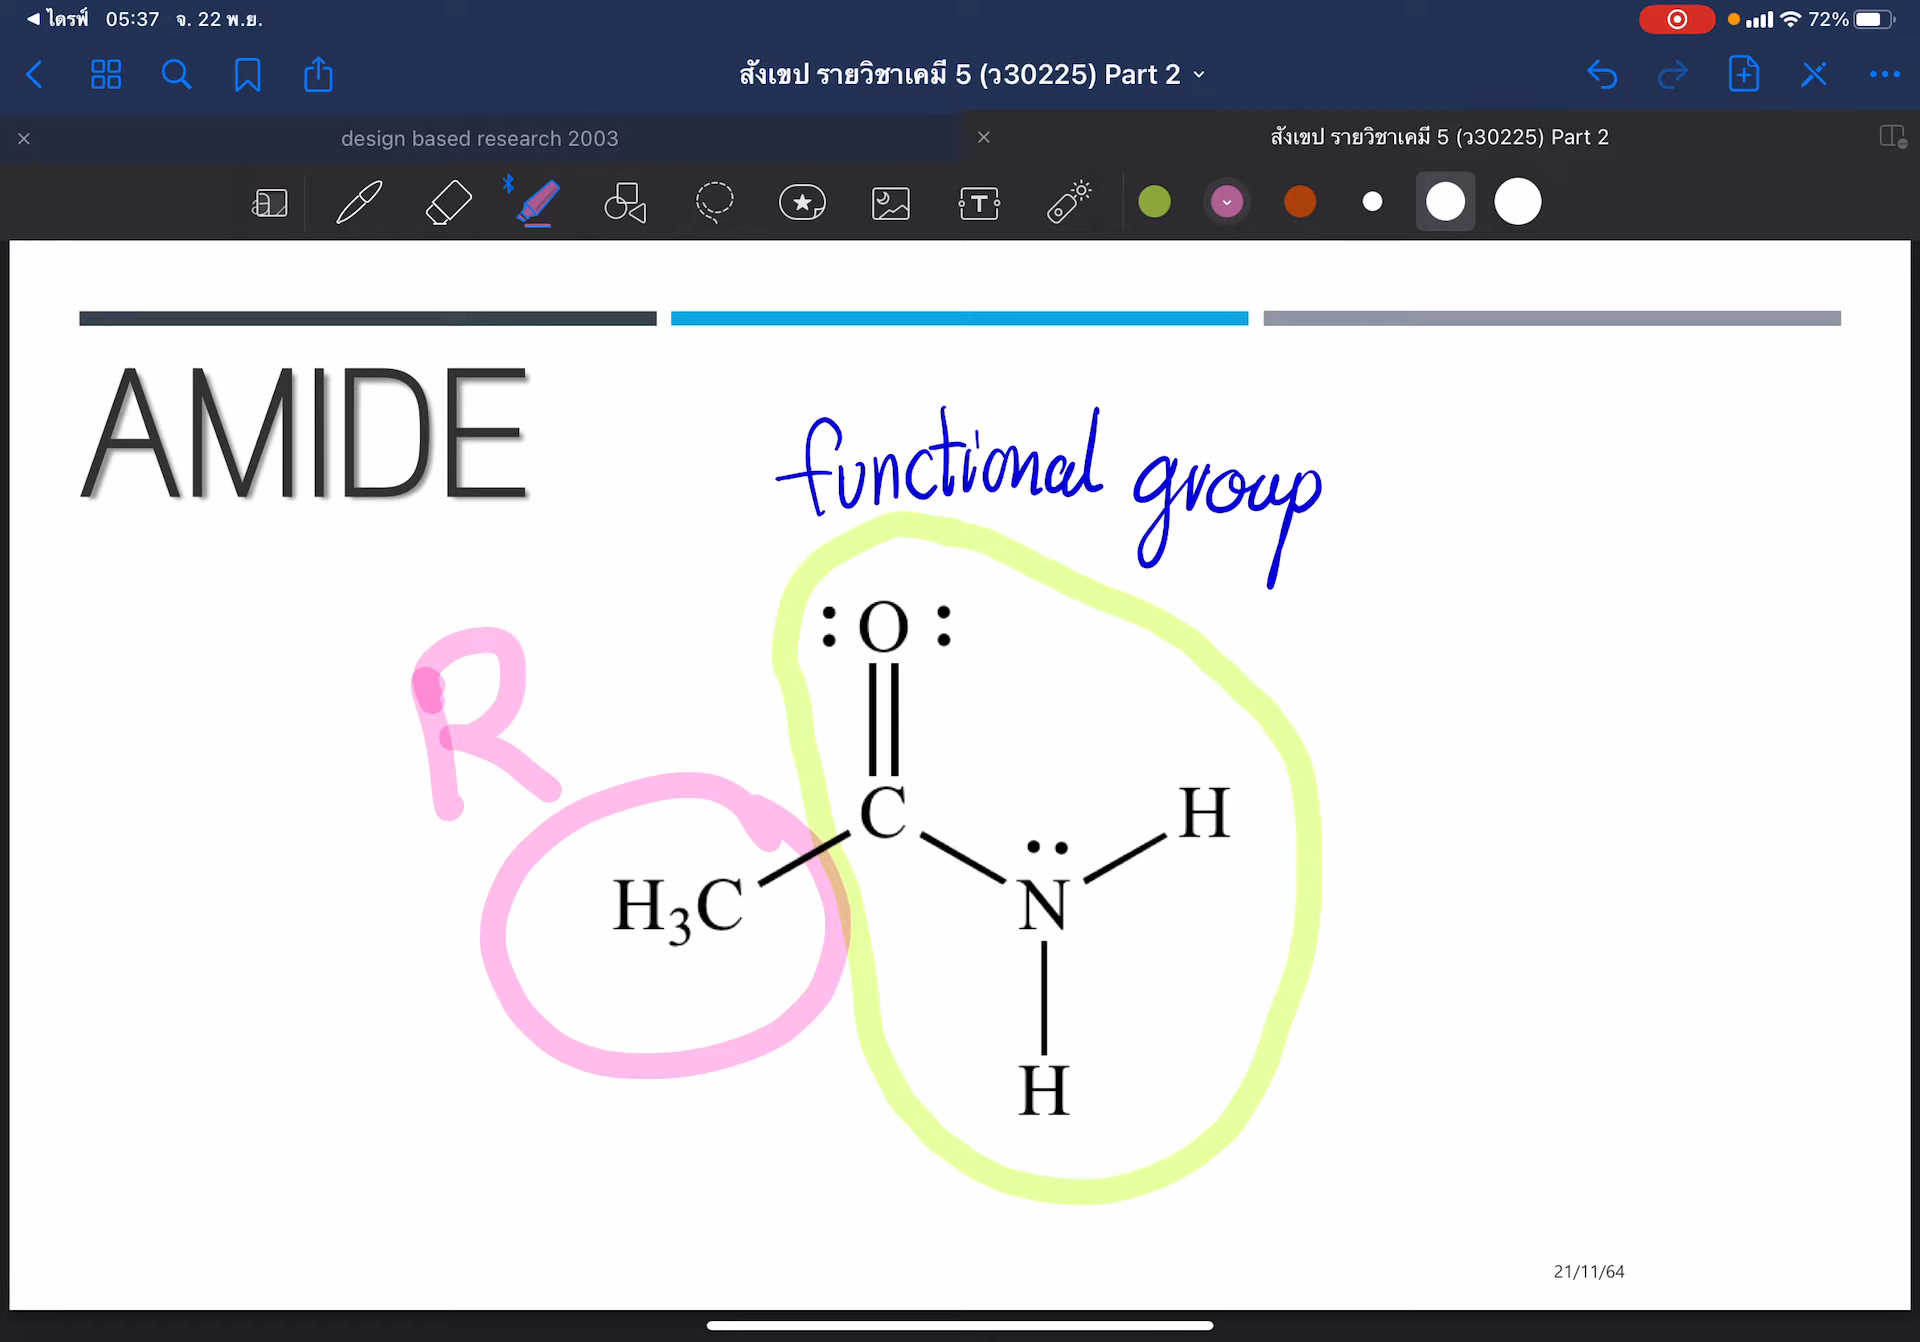 ไดรฟ์ 05:37 จ. 22 พ.ย. 72%
สังเขป รายวิชาเคมี 5 (ว30225) Part 2
design based research 2003
สังเขป รายวิชาเคมี 5 (ว30225) Part 2
T
AMIDE
functional group
R
:O:
C
H
H₃C
N
H
21/11/64